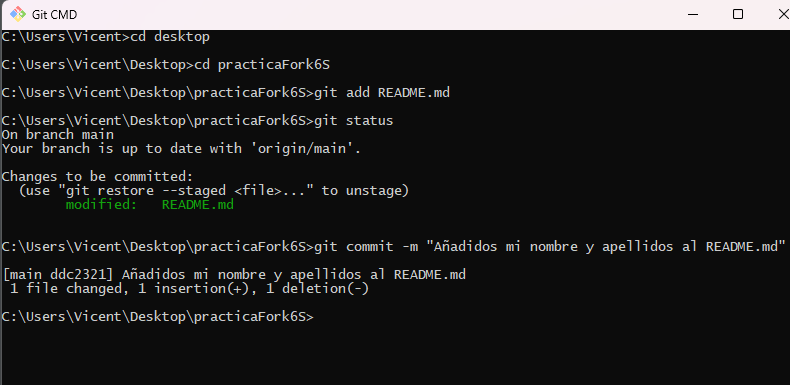 Git CMD
C:\Users\Vicent>cd desktop
C:\Users\Vicent\Desktop>cd practicaFork6S
C:\Users\Vicent\Desktop\practicaFork6S>git add README.md
C:\Users\Vicent\Desktop\practicaFork6S>git status
On branch main
Your branch is up to date with 'origin/main'.
Changes to be committed:
  (use "git restore --staged <file>..." to unstage)
        modified:   README.md
C:\Users\Vicent\Desktop\practicaFork6S>git commit -m "Añadidos mi nombre y apellidos al README.md"
[main ddc2321] Añadidos mi nombre y apellidos al README.md
 1 file changed, 1 insertion(+), 1 deletion(-)
C:\Users\Vicent\Desktop\practicaFork6S>